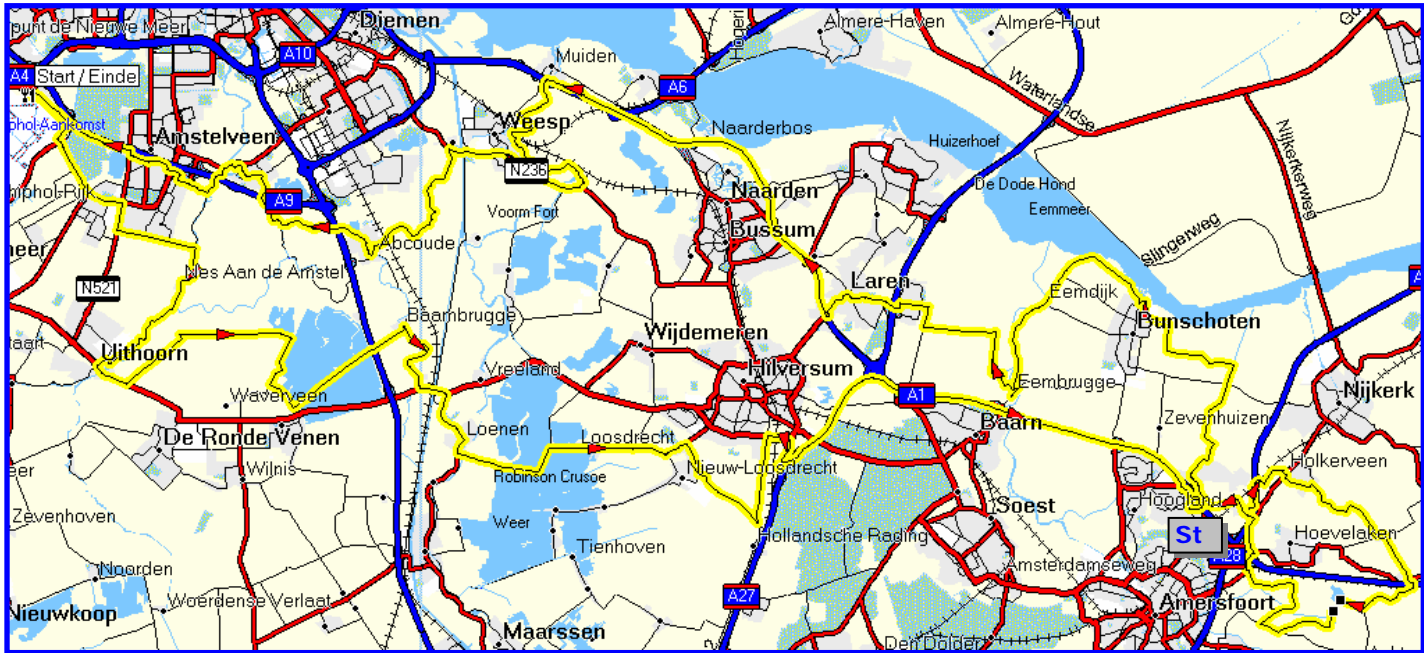 Diemen
punt de Nieuwe Meer
A10
Muiden
Almere-Haven
Almere-Hout
A4
Start / Einde
A6
Waterlandse
phol-Aankomst
Amstelveen
Weesp
Naarderbos
Huizerhoef
Nijkerkerweg
N236
De Dode Hond
Eemmeer
Naarden
A9
Voorm Fort
Bussum
Slingerweg
Abcoude
Nes Aan de Amstel
Laren
Eemdijk
N521
Baambrugge
Wijdemeren
Bunschoten
Uithoorn
Hilversum
Vreeland
Eembrugge
Nijkerk
Waverveen
A1
Baarn
Zevenhuizen
De Ronde Venen
Loenen
Loosdrecht
Wilnis
Nieuw-Loosdrecht
Holkerveen
Robinson Crusoe
Hoogland
Zevenhoven
Weer
Soest
St
Hoevelaken
Tienhoven
Hollandsche Rading
28
Amsterdamseweg
Noorden
Woerdense Verlaat
A27
Amersfoort
Nieuwkoop
Maarssen
Den Dolder